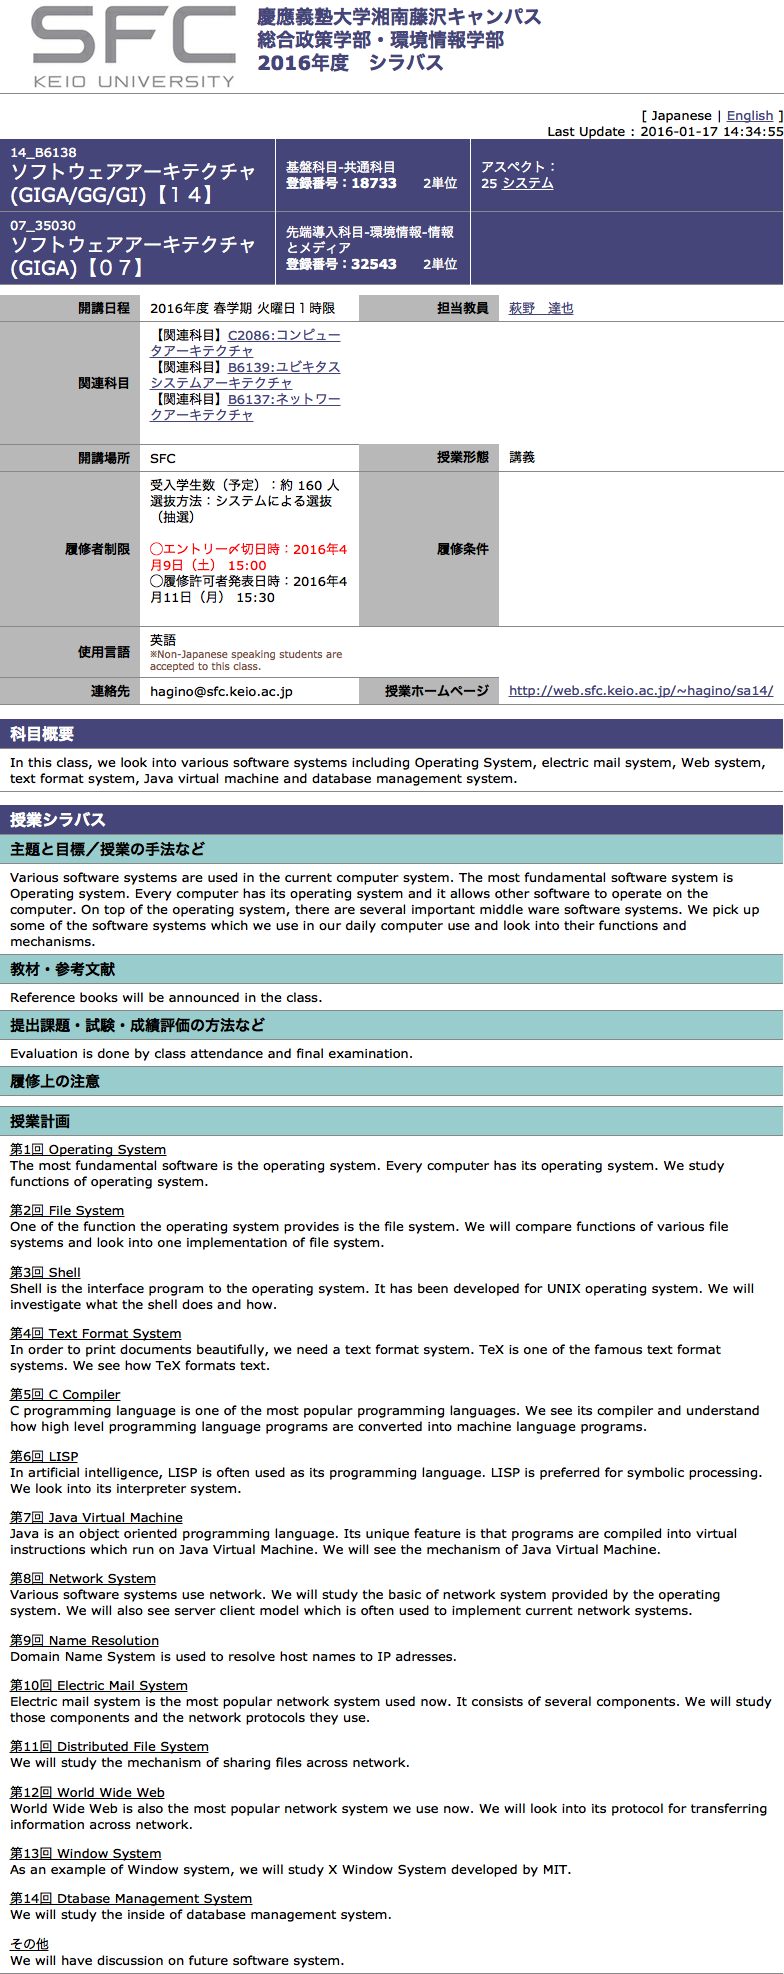 SFC
KEIO UNIVERSITY
慶應義塾大学湘南藤沢キャンパス
総合政策学部・環境情報学部
2016年度　シラバス
[ Japanese | English ]
Last Update : 2016-01-17 14:34:55
14_B6138
ソフトウェアアーキテクチャ
(GIGA/GG/GI)【１４】
基盤科目-共通科目
登録番号：18733 2単位
アスペクト：
25 システム
07_35030
ソフトウェアアーキテクチャ
(GIGA)【０７】
先端導入科目-環境情報-情報
とメディア
登録番号：32543 2単位
開講日程
2016年度 春学期 火曜日１時限
担当教員
萩野　達也
関連科目
【関連科目】C2086:コンピュー
タアーキテクチャ
【関連科目】B6139:ユビキタス
システムアーキテクチャ
【関連科目】B6137:ネットワー
クアーキテクチャ
開講場所
SFC
授業形態
講義
履修者制限
受入学生数（予定）：約 160 人
選抜方法：システムによる選抜
（抽選）
◯エントリー〆切日時：2016年4
月9日（土） 15:00
◯履修許可者発表日時：2016年4
月11日（月） 15:30
履修条件
使用言語
英語
※Non-Japanese speaking students are
accepted to this class.
連絡先
hagino@sfc.keio.ac.jp
授業ホームページ
http://web.sfc.keio.ac.jp/~hagino/sa14/
科目概要
In this class, we look into various software systems including Operating System, electric mail system, Web system,
text format system, Java virtual machine and database management system.
授業シラバス
主題と目標／授業の手法など
Various software systems are used in the current computer system. The most fundamental software system is
Operating system. Every computer has its operating system and it allows other software to operate on the
computer. On top of the operating system, there are several important middle ware software systems. We pick up
some of the software systems which we use in our daily computer use and look into their functions and
mechanisms.
教材・参考文献
Reference books will be announced in the class.
提出課題・試験・成績評価の方法など
Evaluation is done by class attendance and final examination.
履修上の注意
授業計画
第1回 Operating System
The most fundamental software is the operating system. Every computer has its operating system. We study
functions of operating system.
第2回 File System
One of the function the operating system provides is the file system. We will compare functions of various file
systems and look into one implementation of file system.
第3回 Shell
Shell is the interface program to the operating system. It has been developed for UNIX operating system. We will
investigate what the shell does and how.
第4回 Text Format System
In order to print documents beautifully, we need a text format system. TeX is one of the famous text format
systems. We see how TeX formats text.
第5回 C Compiler
C programming language is one of the most popular programming languages. We see its compiler and understand
how high level programming language programs are converted into machine language programs.
第6回 LISP
In artificial intelligence, LISP is often used as its programming language. LISP is preferred for symbolic processing.
We look into its interpreter system.
第7回 Java Virtual Machine
Java is an object oriented programming language. Its unique feature is that programs are compiled into virtual
instructions which run on Java Virtual Machine. We will see the mechanism of Java Virtual Machine.
第8回 Network System
Various software systems use network. We will study the basic of network system provided by the operating
system. We will also see server client model which is often used to implement current network systems.
第9回 Name Resolution
Domain Name System is used to resolve host names to IP adresses.
第10回 Electric Mail System
Electric mail system is the most popular network system used now. It consists of several components. We will study
those components and the network protocols they use.
第11回 Distributed File System
We will study the mechanism of sharing files across network.
第12回 World Wide Web
World Wide Web is also the most popular network system we use now. We will look into its protocol for transferring
information across network.
第13回 Window System
As an example of Window system, we will study X Window System developed by MIT.
第14回 Dtabase Management System
We will study the inside of database management system.
その他
We will have discussion on future software system.